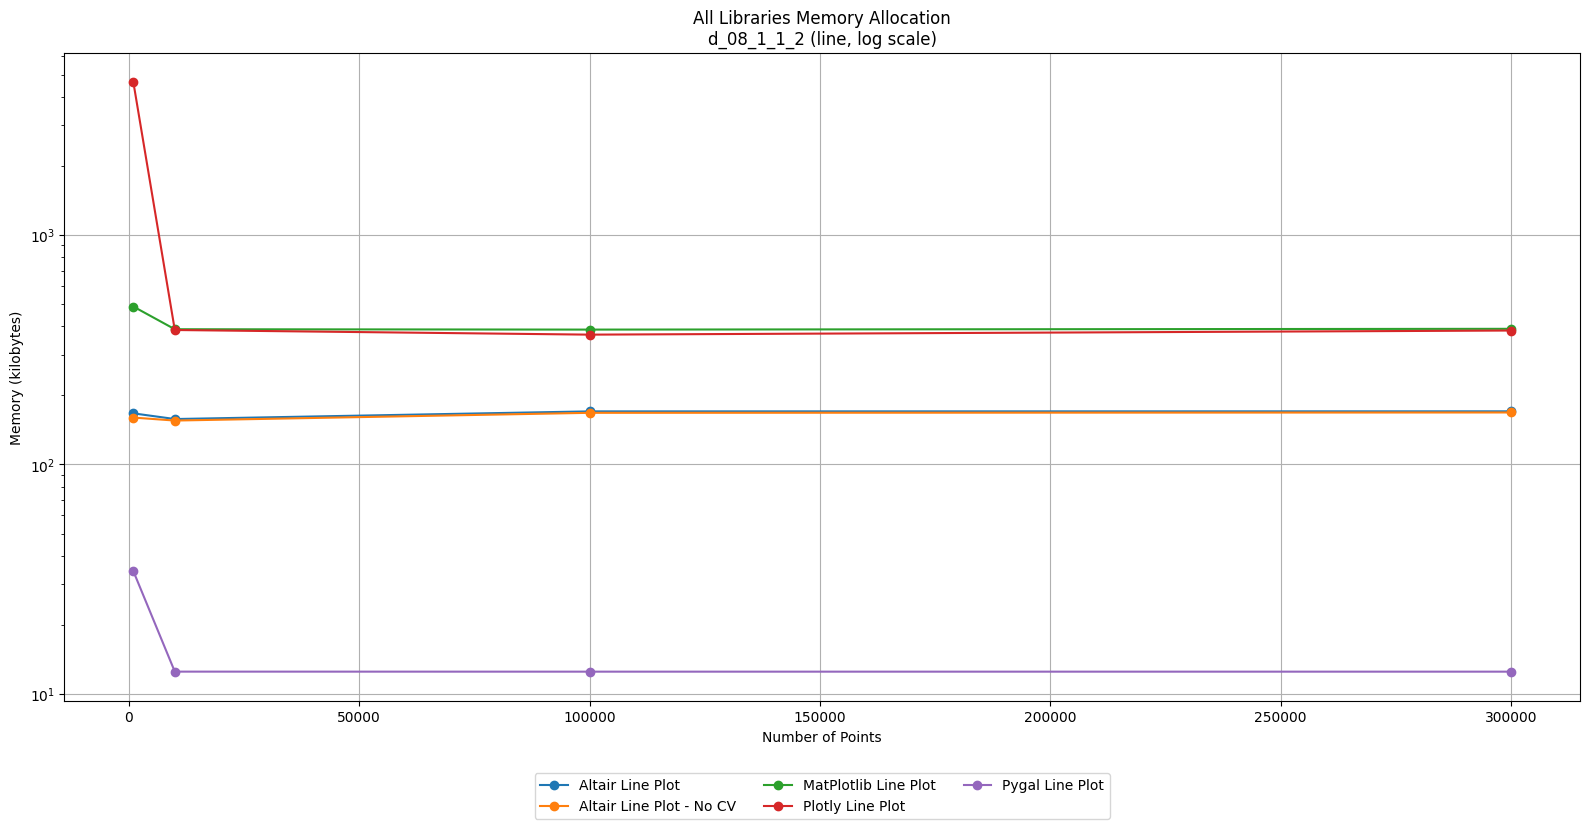 All Libraries Memory Allocation
d_08_1_1_2 (line, log scale)
Memory (kilobytes)
10³
10²
10¹
0 50000 100000 150000 200000 250000 300000
Number of Points
Altair Line Plot MatPlotlib Line Plot Pygal Line Plot
Altair Line Plot - No CV Plotly Line Plot